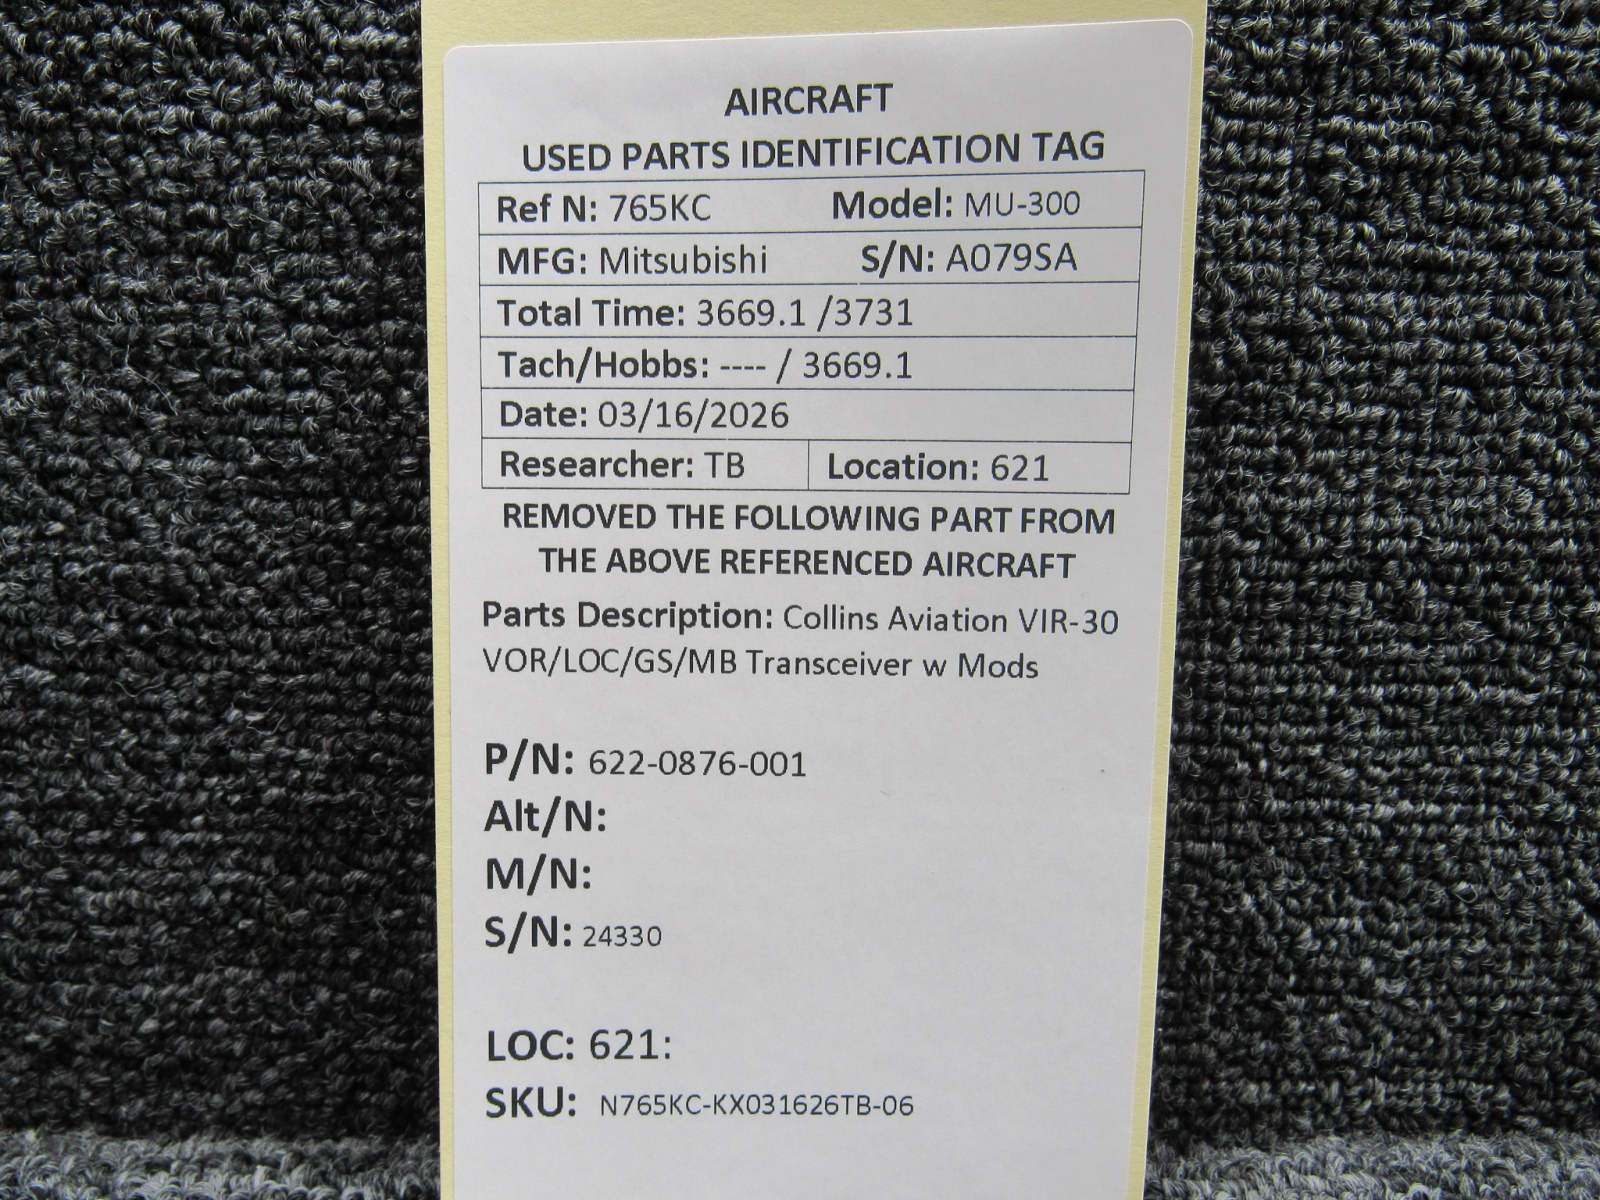 AIRCRAFT
USED PARTS IDENTIFICATION TAG
Ref N: 765KC Model: MU-300
MFG: Mitsubishi S/N: A079SA
Total Time: 3669.1 /3731
Tach/Hobbs: ---- / 3669.1
Date: 03/16/2026
Researcher: TB Location: 621
REMOVED THE FOLLOWING PART FROM
THE ABOVE REFERENCED AIRCRAFT
Parts Description: Collins Aviation VIR-30
VOR/LOC/GS/MB Transceiver w Mods
P/N: 622-0876-001
Alt/N:
M/N:
S/N: 24330
LOC: 621:
SKU: N765KC-KX031626TB-06